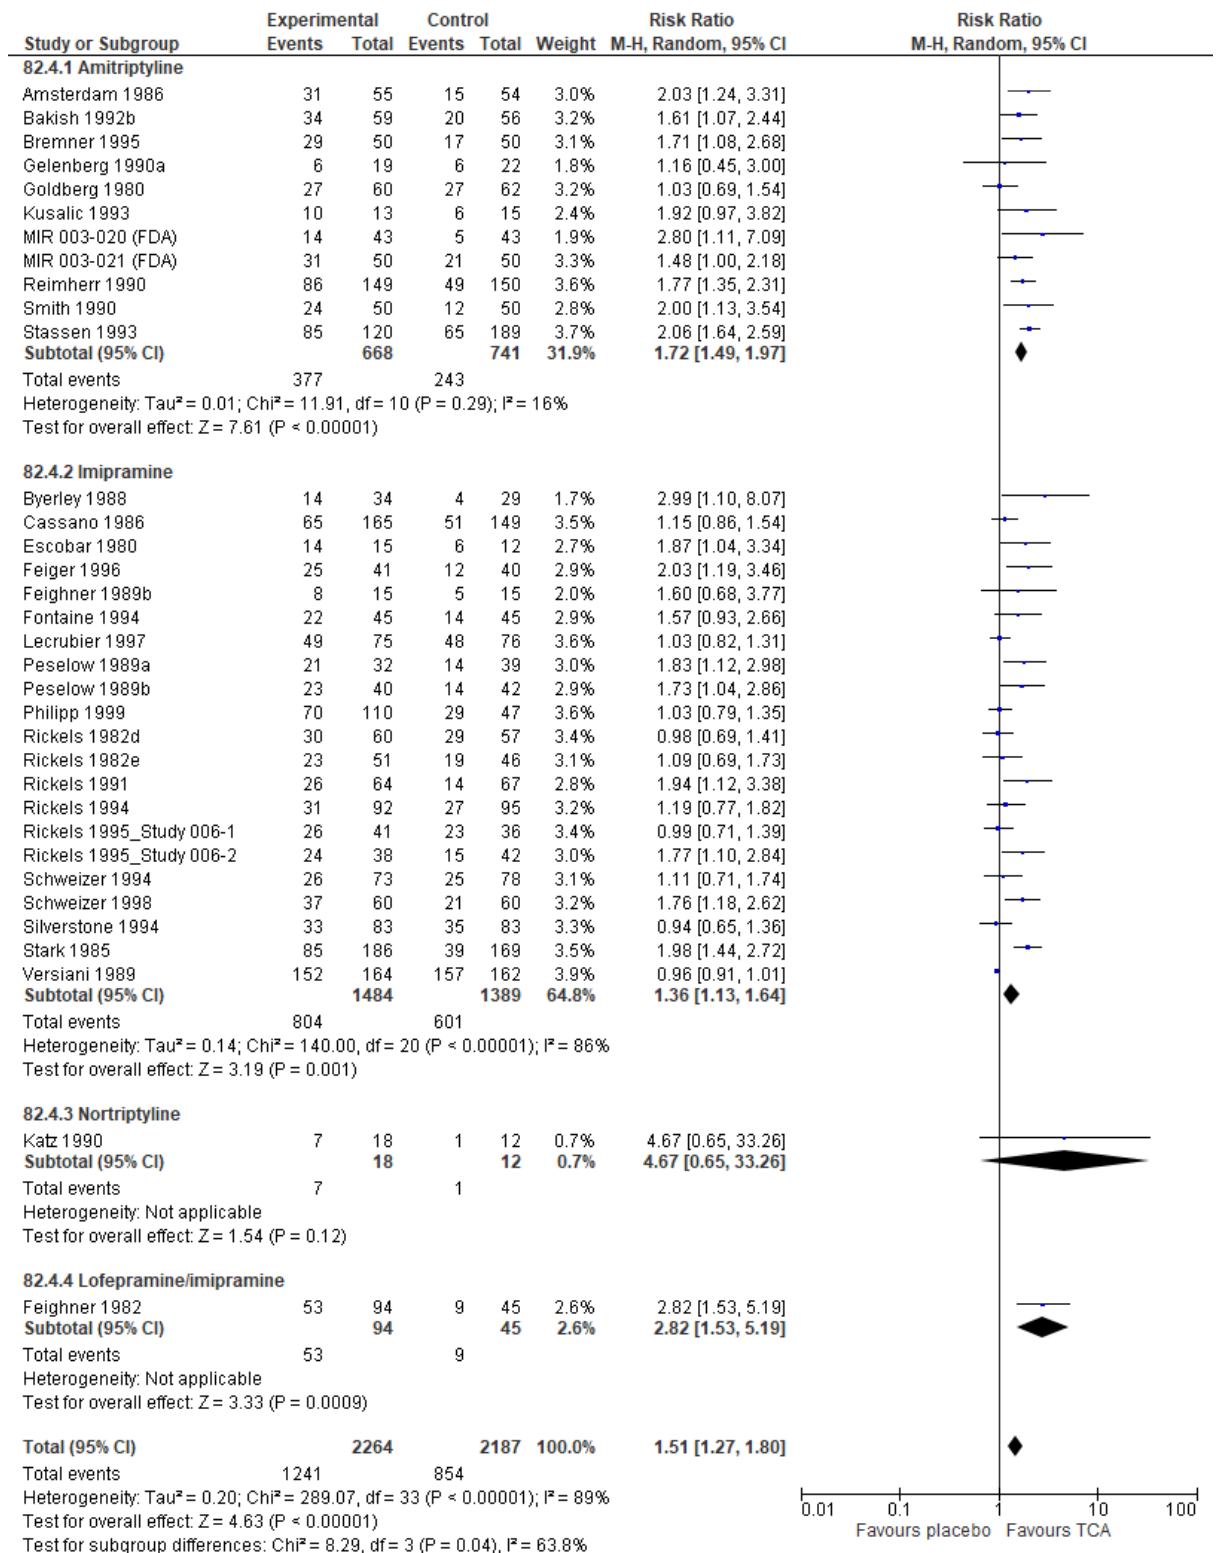 Experimental Control Risk Ratio Risk Ratio
Study or Subgroup Events Total Events Total Weight M-H, Random, 95% CI M-H, Random, 95% CI
82.4.1 Amitriptyline
Amsterdam 1986 31 55 15 54 3.0% 2.03 [1.24, 3.31]
Bakish 1992b 34 59 20 56 3.2% 1.61 [1.07, 2.44]
Bremner 1995 29 50 17 50 3.1% 1.71 [1.08, 2.68]
Gelenberg 1990a 6 19 6 22 1.8% 1.16 [0.45, 3.00]
Goldberg 1980 27 60 27 62 3.2% 1.03 [0.69, 1.54]
Kusalic 1993 10 13 6 15 2.4% 1.92 [0.97, 3.82]
MIR 003-020 (FDA) 14 43 5 43 1.9% 2.80 [1.11, 7.09]
MIR 003-021 (FDA) 31 50 21 50 3.3% 1.48 [1.00, 2.18]
Reimherr 1990 86 149 49 150 3.6% 1.77 [1.35, 2.31]
Smith 1990 24 50 12 50 2.8% 2.00 [1.13, 3.54]
Stassen 1993 85 120 65 189 3.7% 2.06 [1.64, 2.59]
Subtotal (95% CI) 668 741 31.9% 1.72 [1.49, 1.97]
Total events 377 243
Heterogeneity: Tau² = 0.01; Chi² = 11.91, df = 10 (P = 0.29); I² = 16%
Test for overall effect: Z = 7.61 (P < 0.00001)
82.4.2 Imipramine
Byerley 1988 14 34 4 29 1.7% 2.99 [1.10, 8.07]
Cassano 1986 65 165 51 149 3.5% 1.15 [0.86, 1.54]
Escobar 1980 14 15 6 12 2.7% 1.87 [1.04, 3.34]
Feiger 1996 25 41 12 40 2.9% 2.03 [1.19, 3.46]
Feighner 1989b 8 15 5 15 2.0% 1.60 [0.68, 3.77]
Fontaine 1994 22 45 14 45 2.9% 1.57 [0.93, 2.66]
Lecrubier 1997 49 75 48 76 3.6% 1.03 [0.82, 1.31]
Peselow 1989a 21 32 14 39 3.0% 1.83 [1.12, 2.98]
Peselow 1989b 23 40 14 42 2.9% 1.73 [1.04, 2.86]
Philipp 1999 70 110 29 47 3.6% 1.03 [0.79, 1.35]
Rickels 1982d 30 60 29 57 3.4% 0.98 [0.69, 1.41]
Rickels 1982e 23 51 19 46 3.1% 1.09 [0.69, 1.73]
Rickels 1991 26 64 14 67 2.8% 1.94 [1.12, 3.38]
Rickels 1994 31 92 27 95 3.2% 1.19 [0.77, 1.82]
Rickels 1995_Study 006-1 26 41 23 36 3.4% 0.99 [0.71, 1.39]
Rickels 1995_Study 006-2 24 38 15 42 3.0% 1.77 [1.10, 2.84]
Schweizer 1994 26 73 25 78 3.1% 1.11 [0.71, 1.74]
Schweizer 1998 37 60 21 60 3.3% 1.76 [1.18, 2.62]
Silverstone 1994 33 83 35 83 3.3% 0.94 [0.65, 1.36]
Stark 1985 85 186 39 169 3.5% 1.98 [1.44, 2.72]
Versiani 1989 152 164 157 162 3.9% 0.96 [0.91, 1.01]
Subtotal (95% CI) 1484 1389 64.8% 1.36 [1.13, 1.64]
Total events 804 601
Heterogeneity: Tau² = 0.14; Chi² = 140.00, df = 20 (P < 0.00001); I² = 86%
Test for overall effect: Z = 3.19 (P = 0.001)
82.4.3 Nortriptyline
Katz 1990 7 18 1 12 0.7% 4.67 [0.65, 33.26]
Subtotal (95% CI) 18 12 0.7% 4.67 [0.65, 33.26]
Total events 7 1
Heterogeneity: Not applicable
Test for overall effect: Z = 1.54 (P = 0.12)
82.4.4 Lofepramine/imipramine
Feighner 1982 53 94 9 45 2.6% 2.82 [1.53, 5.19]
Subtotal (95% CI) 94 45 2.6% 2.82 [1.53, 5.19]
Total events 53 9
Heterogeneity: Not applicable
Test for overall effect: Z = 3.33 (P = 0.0009)
Total (95% CI) 2264 2187 100.0% 1.51 [1.27, 1.80]
Total events 1241 854
Heterogeneity: Tau² = 0.20; Chi² = 289.07, df = 33 (P < 0.00001); I² = 89%
Test for overall effect: Z = 4.63 (P < 0.00001)
Test for subgroup differences: Chi² = 8.29, df = 3 (P = 0.04), I² = 63.8%
0.01 0.1 1 10 100
Favours placebo Favours TCA